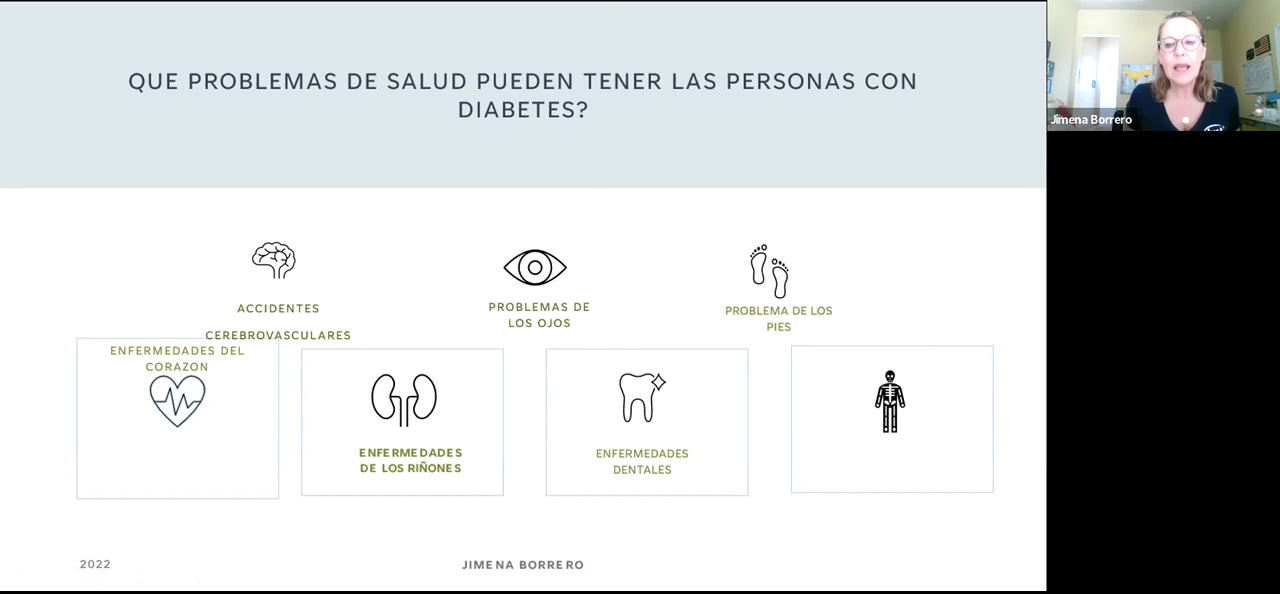 QUE PROBLEMAS DE SALUD PUEDEN TENER LAS PERSONAS CON
DIABETES?
Jimena Borrero
ACCIDENTES
CEREBROVASCULARES
PROBLEMAS DE
LOS OJOS
PROBLEMA DE LOS
PIES
ENFERMEDADES DEL
CORAZON
ENFERMEDADES
DE LOS RIÑONES
ENFERMEDADES
DENTALES
2022
JIMENA BORRERO